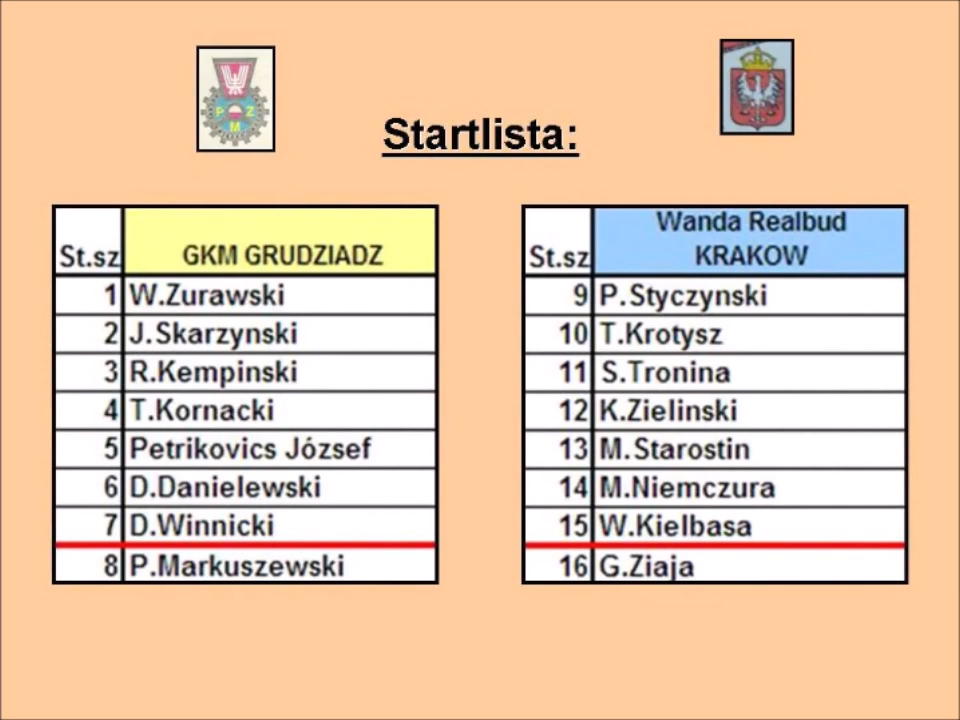 P Z
M
Startlista:
St.sz GKM GRUDZIADZ
1 W.Zurawski
2 J.Skarzynski
3 R.Kempinski
4 T.Kornacki
5 Petrikovics József
6 D.Danielewski
7 D.Winnicki
8 P.Markuszewski
Wanda Realbud
St.sz KRAKOW
9 P.Styczynski
10 T.Krotysz
11 S.Tronina
12 K.Zielinski
13 M.Starostin
14 M.Niemczura
15 W.Kielbasa
16 G.Ziaja